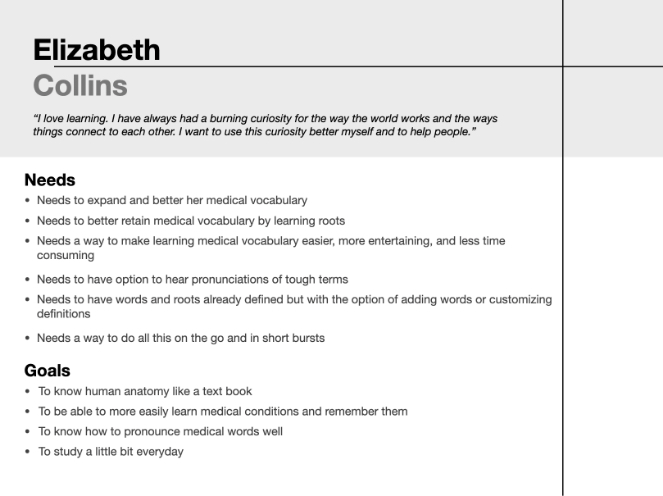 Elizabeth
Collins
“I love learning. I have always had a burning curiosity for the way the world works and the ways
things connect to each other. I want to use this curiosity better myself and to help people.”
Needs
• Needs to expand and better her medical vocabulary
• Needs to better retain medical vocabulary by learning roots
• Needs a way to make learning medical vocabulary easier, more entertaining, and less time
consuming
• Needs to have option to hear pronunciations of tough terms
• Needs to have words and roots already defined but with the option of adding words or customizing
definitions
• Needs a way to do all this on the go and in short bursts
Goals
• To know human anatomy like a text book
• To be able to more easily learn medical conditions and remember them
• To know how to pronounce medical words well
• To study a little bit everyday